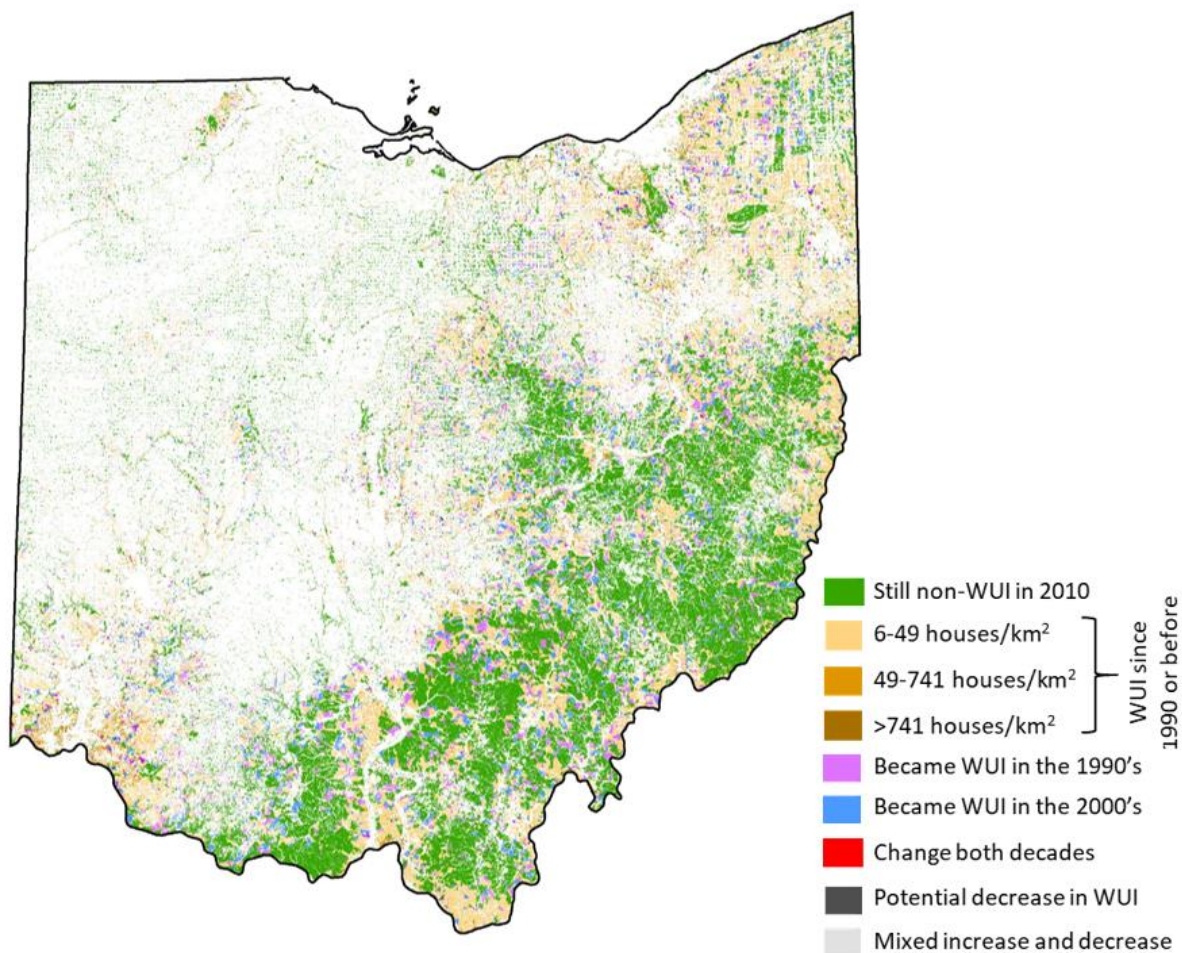 Still non-WUI in 2010
6-49 houses/km²
49-741 houses/km²
>741 houses/km²
WUI since
1990 or before
Became WUI in the 1990’s
Became WUI in the 2000’s
Change both decades
Potential decrease in WUI
Mixed increase and decrease